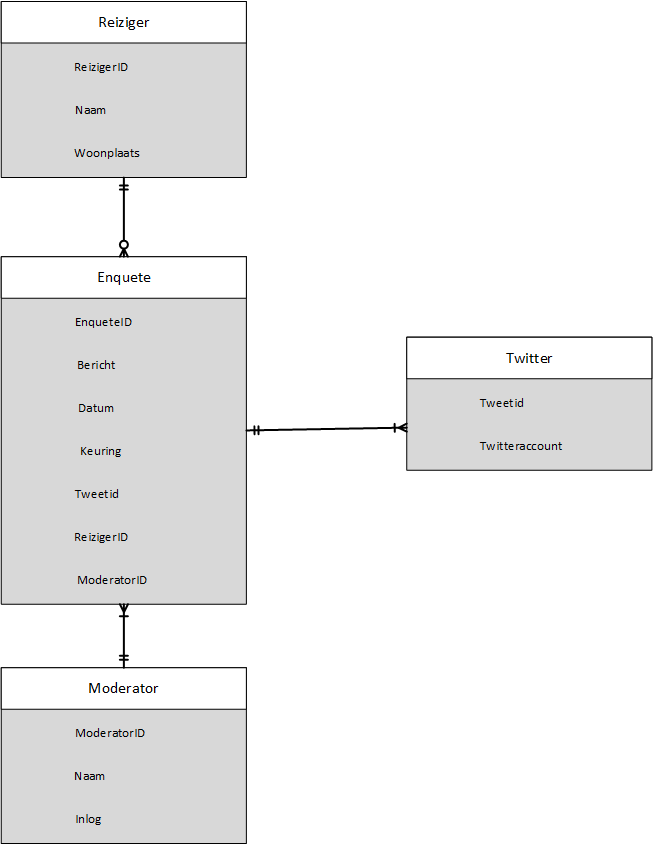 Reiziger
ReizigerID
Naam
Woonplaats
Enquete
EnqueteID
Bericht
Datum
Keuring
Tweetid
ReizigerID
ModeratorID
Twitter
Tweetid
Twitteraccount
Moderator
ModeratorID
Naam
Inlog